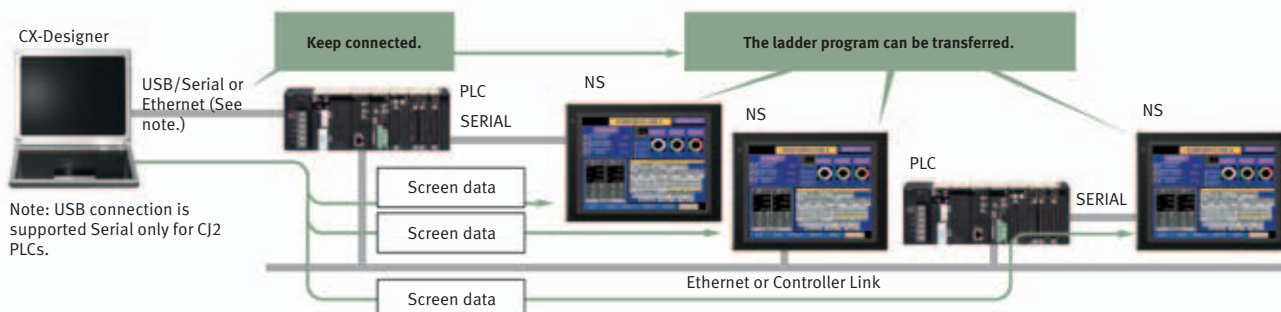 CX-Designer
Keep connected.
The ladder program can be transferred.
USB/Serial or
Ethernet (See
note.)
PLC
SERIAL
NS
NS
NS
PLC
SERIAL
Screen data
Screen data
Note: USB connection is
supported Serial only for CJ2
PLCs.
Ethernet or Controller Link
Screen data